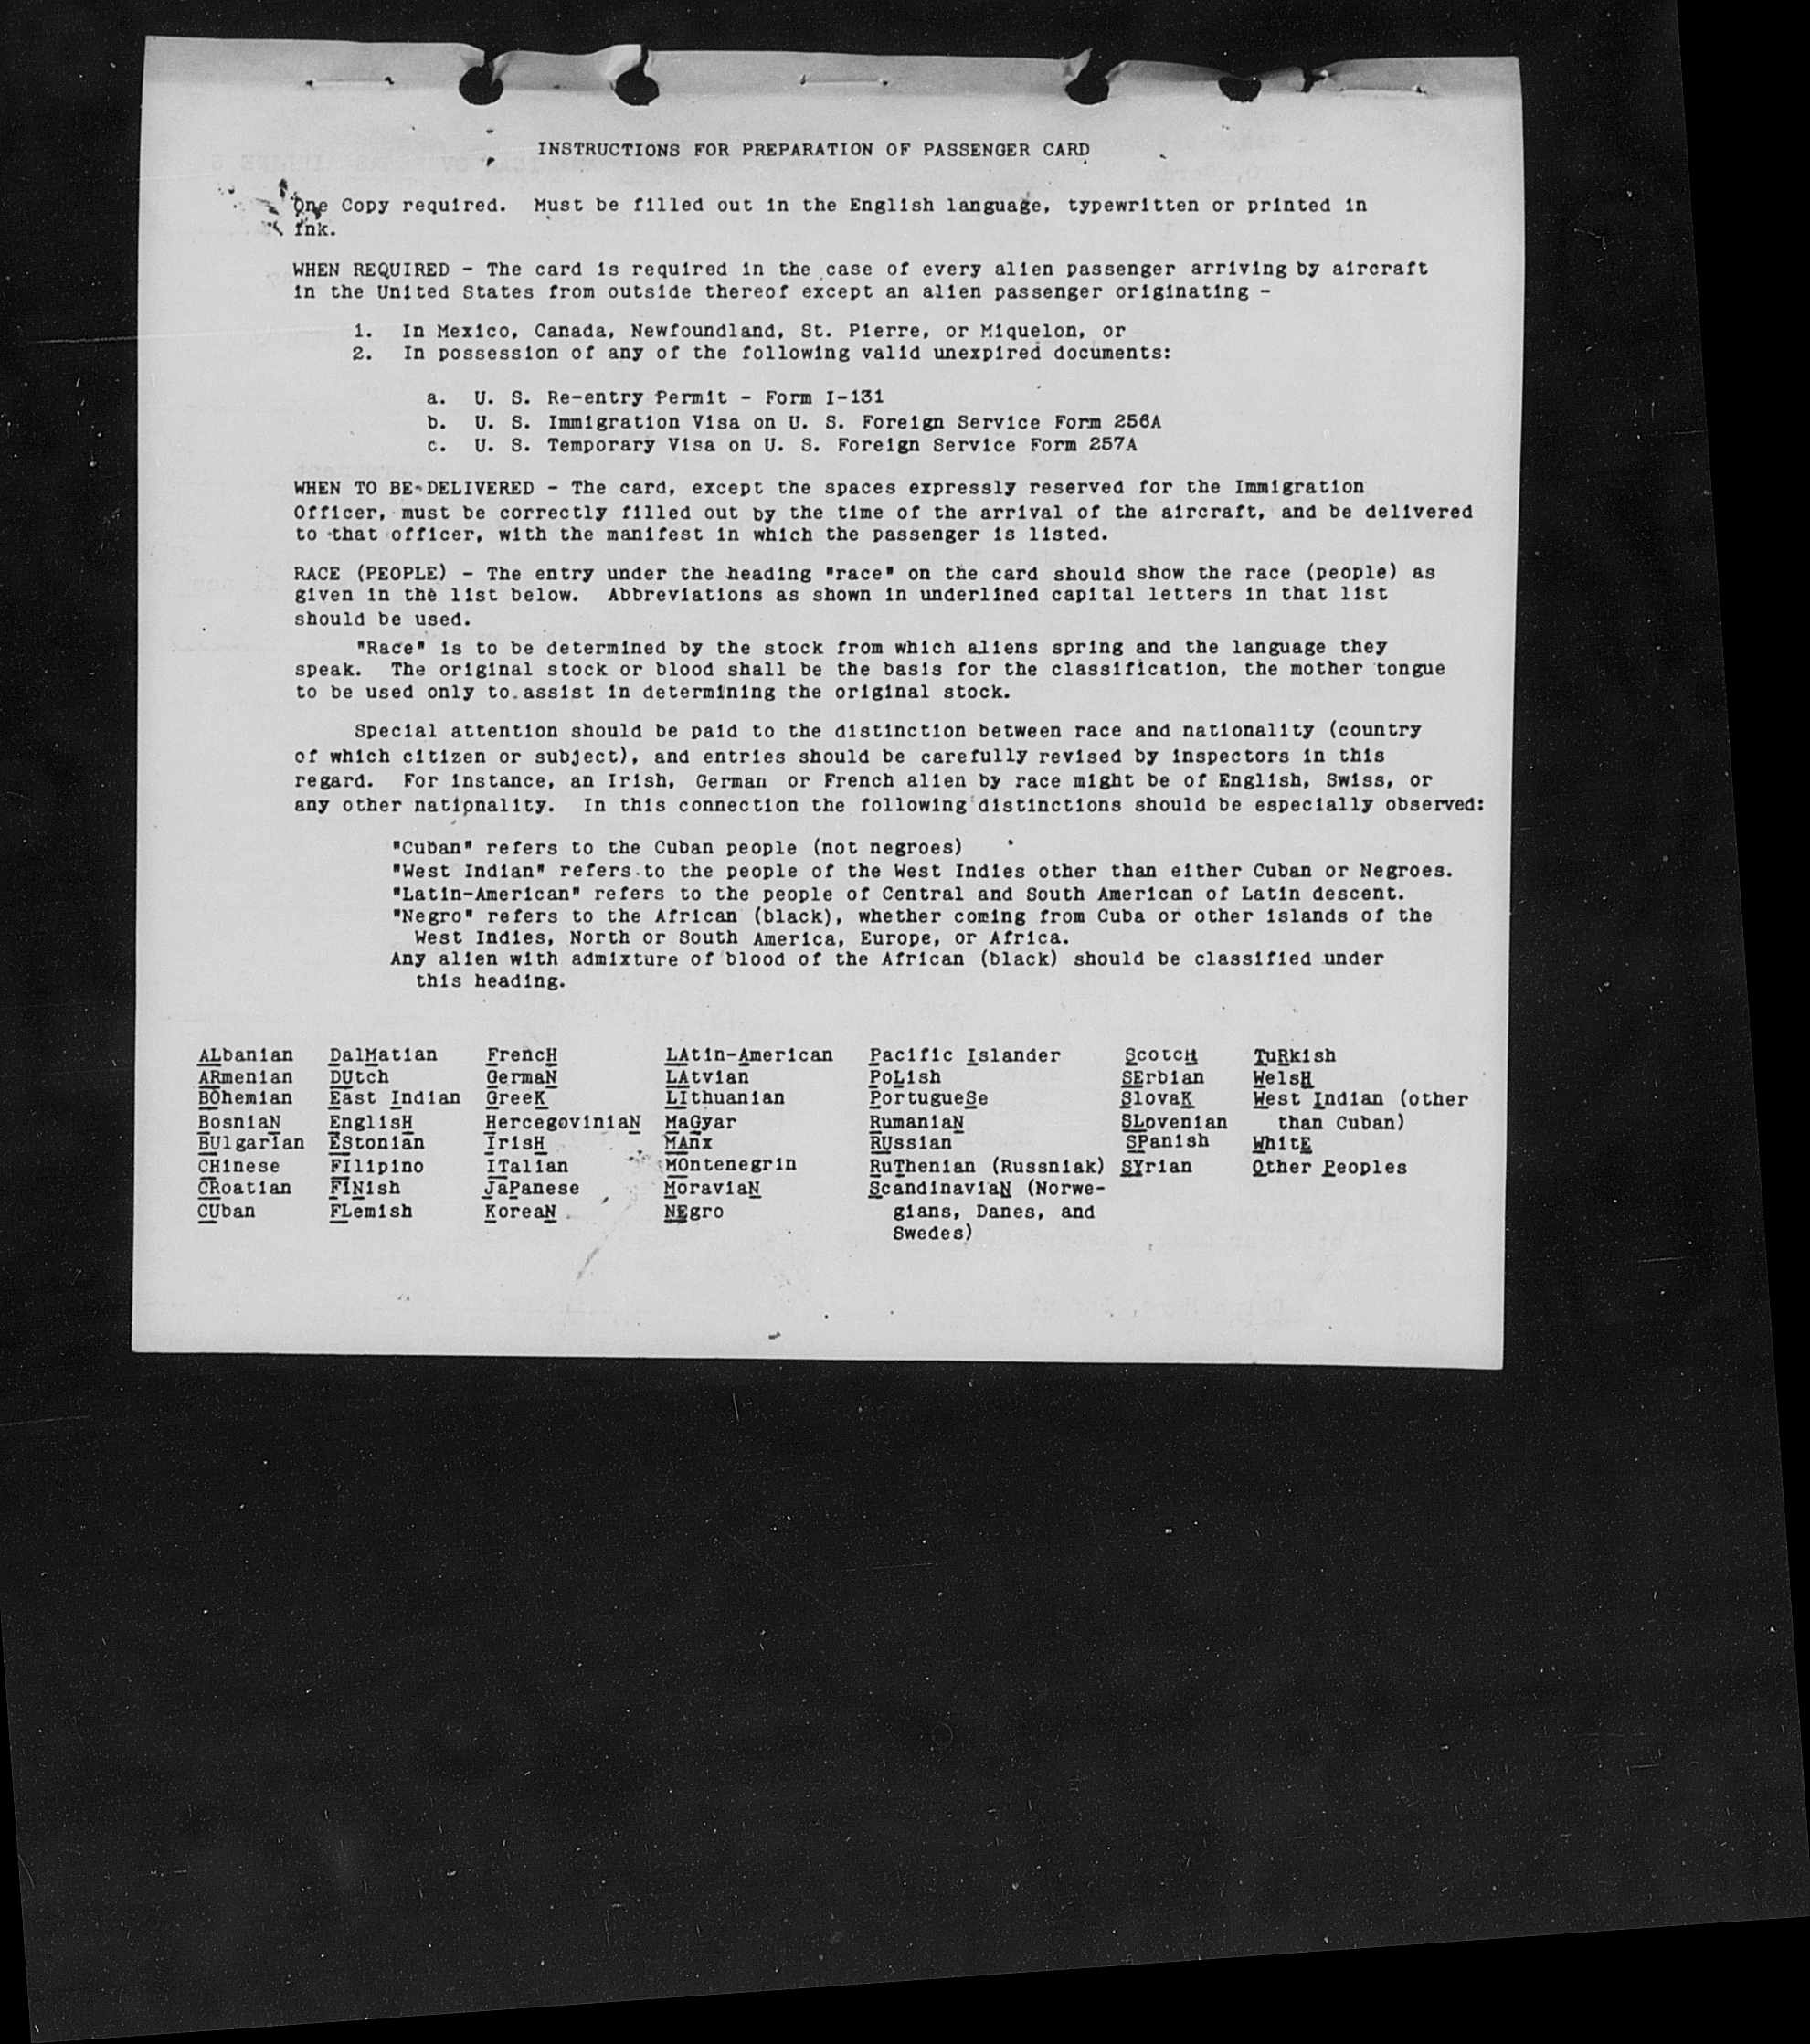 INSTRUCTIONS FOR PREPARATION OF PASSENGER CARD
One Copy required. Must be filled out in the English language, typewritten or printed in
ink.
WHEN REQUIRED - The card is required in the case of every alien passenger arriving by aircraft
in the United States from outside thereof except an alien passenger originating -
1. In Mexico, Canada, Newfoundland, St. Pierre, or Miquelon, or
2. In possession of any of the following valid unexpired documents:
a. U. S. Re-entry Permit - Form I-131
b. U. S. Immigration Visa on U. S. Foreign Service Form 256A
c. U. S. Temporary Visa on U. S. Foreign Service Form 257A
WHEN TO BE DELIVERED - The card, except the spaces expressly reserved for the Immigration
Officer, must be correctly filled out by the time of the arrival of the aircraft, and be delivered
to that officer, with the manifest in which the passenger is listed.
RACE (PEOPLE) - The entry under the heading "race" on the card should show the race (people) as
given in the list below. Abbreviations as shown in underlined capital letters in that list
should be used.
"Race" is to be determined by the stock from which aliens spring and the language they
speak. The original stock or blood shall be the basis for the classification, the mother tongue
to be used only to assist in determining the original stock.
Special attention should be paid to the distinction between race and nationality (country
of which citizen or subject), and entries should be carefully revised by inspectors in this
regard. For instance, an Irish, German or French alien by race might be of English, Swiss, or
any other nationality. In this connection the following distinctions should be especially observed:
"Cuban" refers to the Cuban people (not negroes)
"West Indian" refers to the people of the West Indies other than either Cuban or Negroes.
"Latin-American" refers to the people of Central and South American of Latin descent.
"Negro" refers to the African (black), whether coming from Cuba or other islands of the
West Indies, North or South America, Europe, or Africa.
Any alien with admixture of blood of the African (black) should be classified under
this heading.
ALbanian DalMatian FrencH LAtin-American Pacific Islander ScotcH TuRkish
ARmenian DUtch GermaN LAtvian PoLish SErbian WelsH
BOhemian East Indian GreeK LIthuanian PortugueSe SlovaK West Indian (other
BosniaN EnglisH HercegoviniaN MaGyar RumaniaN SLovenian than Cuban)
BUlgarian EStonian IrisH MAnx RUssian SPanish WhitE
CHinese FIlipino ITalian MOntenegrin RuThenian (Russniak) SYrian Other Peoples
CRoatian FINish JaPanese MoraviaN ScandinaviaN (Norwe-
CUban FLemish KoreaN NEgro gians, Danes, and
Swedes)